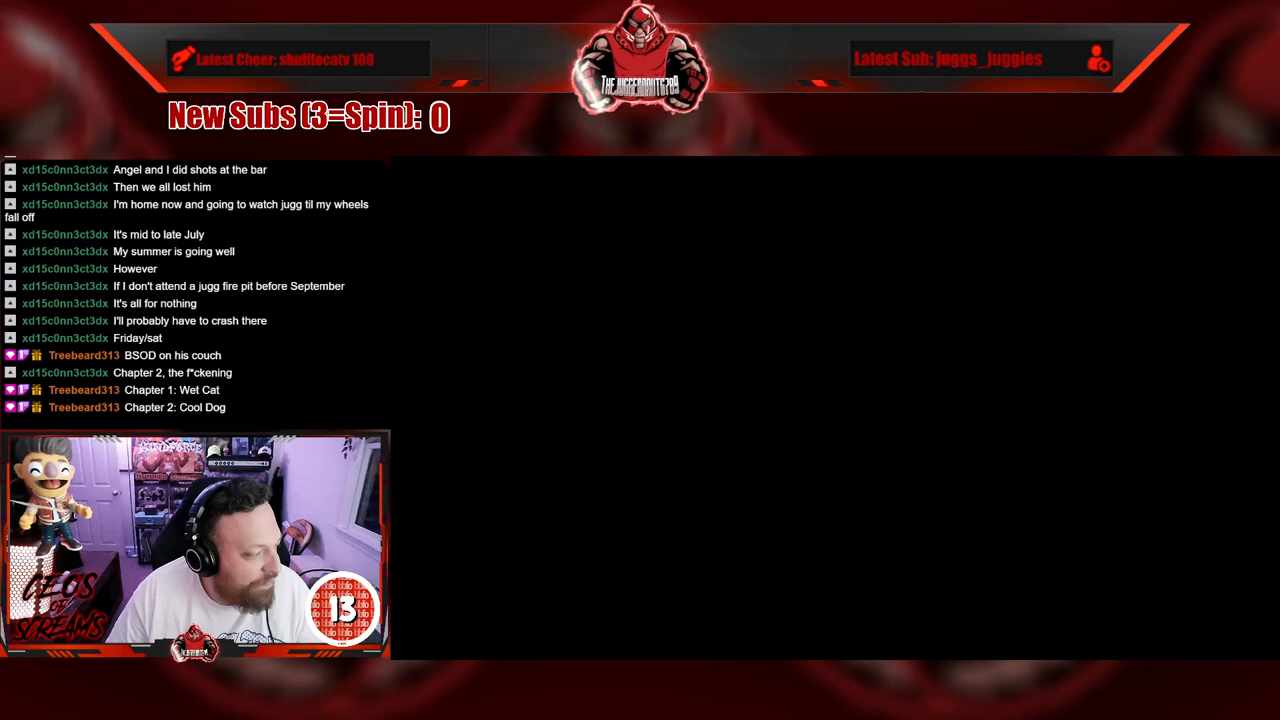 Latest Cheer: shufflecatv 100
THEJUGGERNAUT6789
Latest Sub: juggs_juggies
New Subs (3=Spin): 0
xd15c0nn3ct3dx Angel and I did shots at the bar
xd15c0nn3ct3dx Then we all lost him
xd15c0nn3ct3dx I'm home now and going to watch jugg til my wheels
fall off
xd15c0nn3ct3dx It's mid to late July
xd15c0nn3ct3dx My summer is going well
xd15c0nn3ct3dx However
xd15c0nn3ct3dx If I don't attend a jugg fire pit before September
xd15c0nn3ct3dx It's all for nothing
xd15c0nn3ct3dx I'll probably have to crash there
xd15c0nn3ct3dx Friday/sat
Treebeard313 BSOD on his couch
xd15c0nn3ct3dx Chapter 2, the f*ckening
Treebeard313 Chapter 1: Wet Cat
Treebeard313 Chapter 2: Cool Dog
MINDFORCE
CEO'S
OF
SCREAMS
13